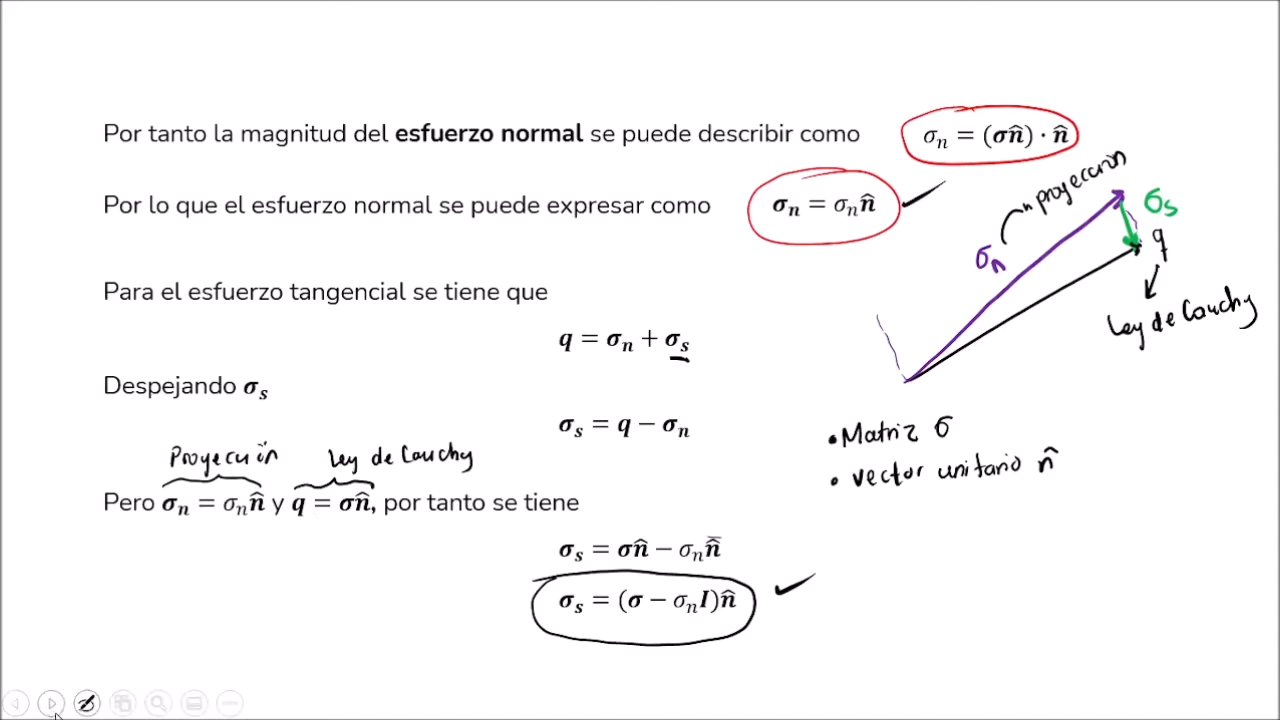 Por tanto la magnitud del esfuerzo normal se puede describir como σₙ = (σn̂) · n̂
Por lo que el esfuerzo normal se puede expresar como σₙ = σₙn̂
proyección
σₙ
σₛ
q
Ley de Cauchy
Para el esfuerzo tangencial se tiene que
q = σₙ + σₛ
Despejando σₛ
σₛ = q − σₙ
• Matriz σ
• vector unitario n̂
Proyección Ley de Cauchy
Pero σₙ = σₙn̂ y q = σn̂, por tanto se tiene
σₛ = σn̂ − σₙn̂
σₛ = (σ − σₙI)n̂